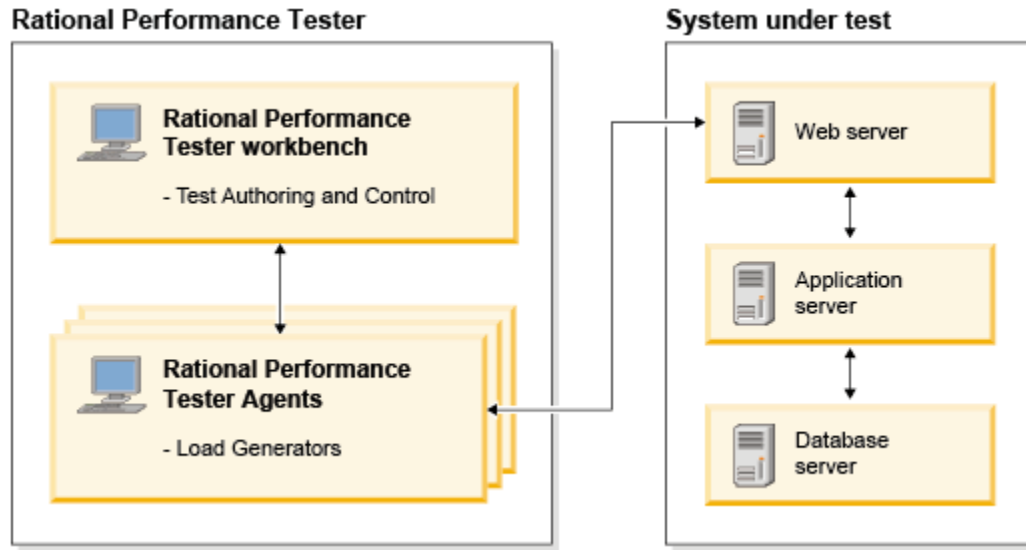 Rational Performance Tester
Rational Performance
Tester workbench
- Test Authoring and Control
Rational Performance
Tester Agents
- Load Generators
System under test
Web server
Application
server
Database
server